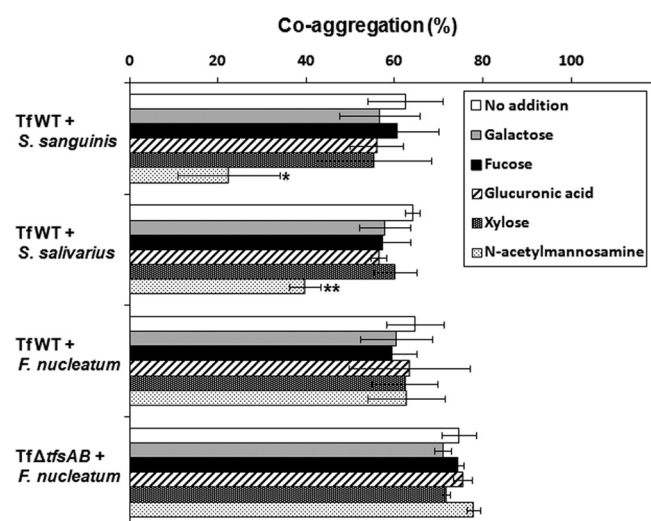 Co-aggregation (%)
0 20 40 60 80 100
No addition
Galactose
Fucose
Glucuronic acid
Xylose
N-acetylmannosamine
TfWT +
S. sanguinis
*
TfWT +
S. salivarius
**
TfWT +
F. nucleatum
TfΔtfsAB +
F. nucleatum